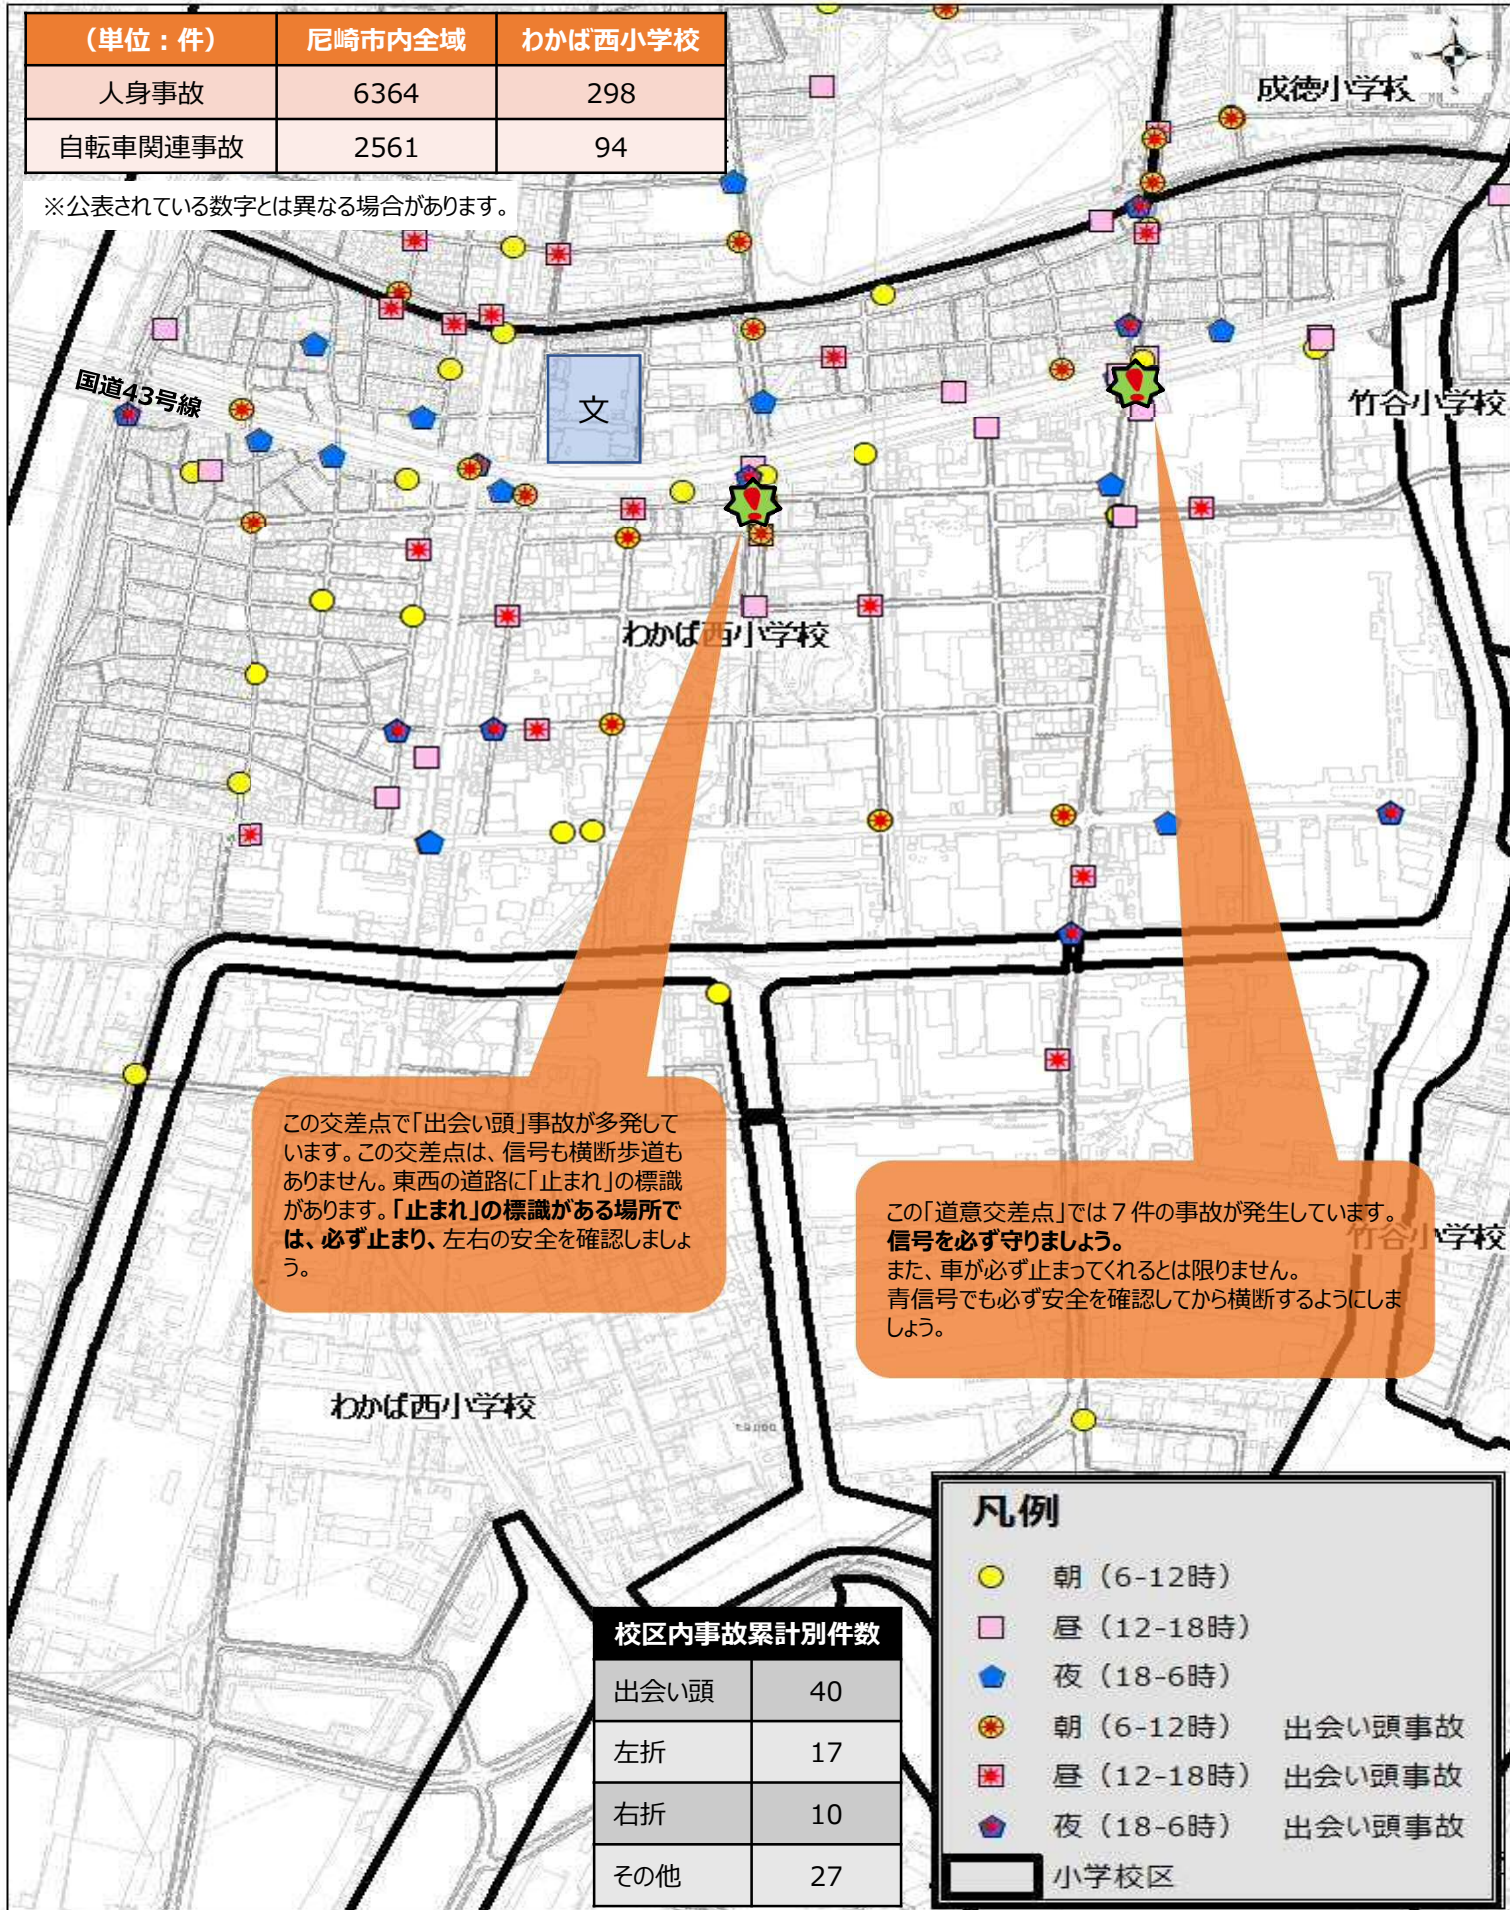 （単位：件） 尼崎市内全域 わかば西小学校
人身事故 6364 298
自転車関連事故 2561 94
※公表されている数字とは異なる場合があります。
N
W
S
成徳小学校
国道43号線
文
竹谷小学校
わかば西小学校
この交差点で「出会い頭」事故が多発して
います。この交差点は、信号も横断歩道も
ありません。東西の道路に「止まれ」の標識
があります。「止まれ」の標識がある場所で
は、必ず止まり、左右の安全を確認しましょ
う。
この「道意交差点」では７件の事故が発生しています。
信号を必ず守りましょう。
また、車が必ず止まってくれるとは限りません。
青信号でも必ず安全を確認してから横断するようにしま
しょう。
竹谷小学校
わかば西小学校
校区内事故累計別件数
出会い頭 40
左折 17
右折 10
その他 27
凡例
朝（6-12時）
昼（12-18時）
夜（18-6時）
朝（6-12時） 出会い頭事故
昼（12-18時） 出会い頭事故
夜（18-6時） 出会い頭事故
小学校区